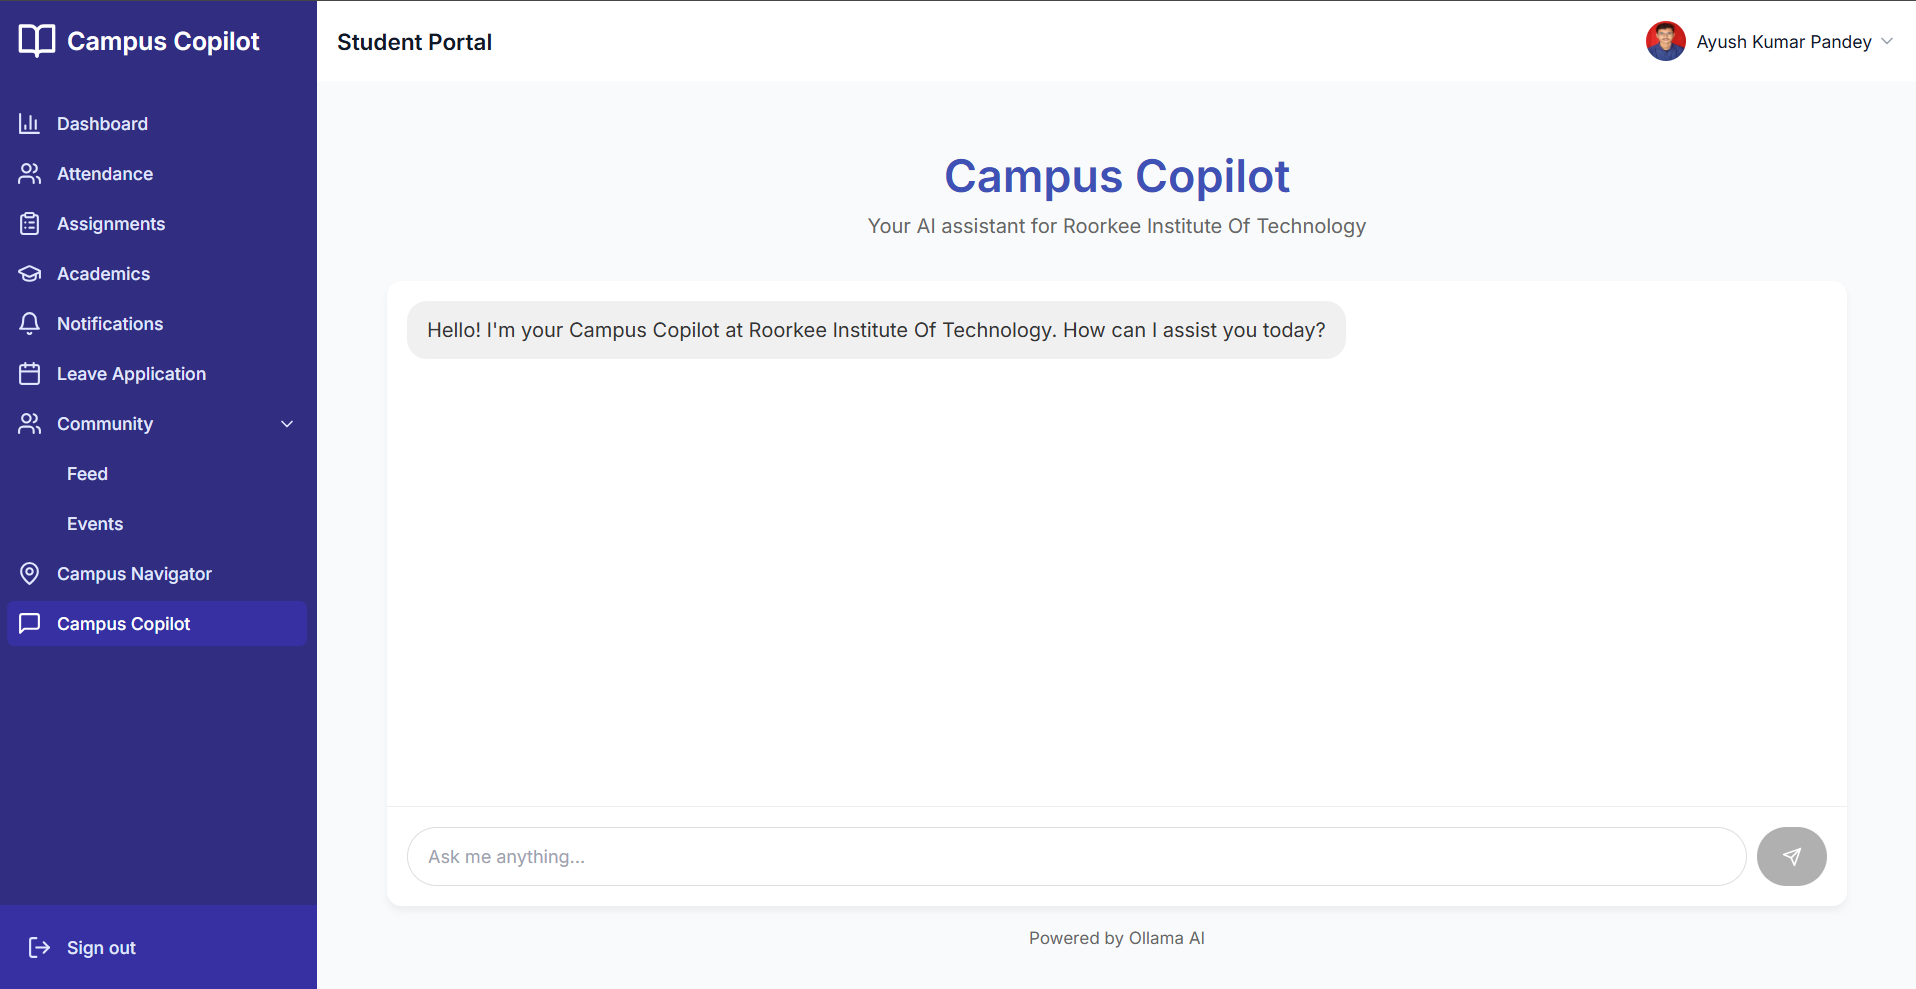 Campus Copilot
Dashboard
Attendance
Assignments
Academics
Notifications
Leave Application
Community
Feed
Events
Campus Navigator
Campus Copilot
Sign out
Student Portal
Ayush Kumar Pandey
Campus Copilot
Your AI assistant for Roorkee Institute Of Technology
Hello! I'm your Campus Copilot at Roorkee Institute Of Technology. How can I assist you today?
Ask me anything...
Powered by Ollama AI